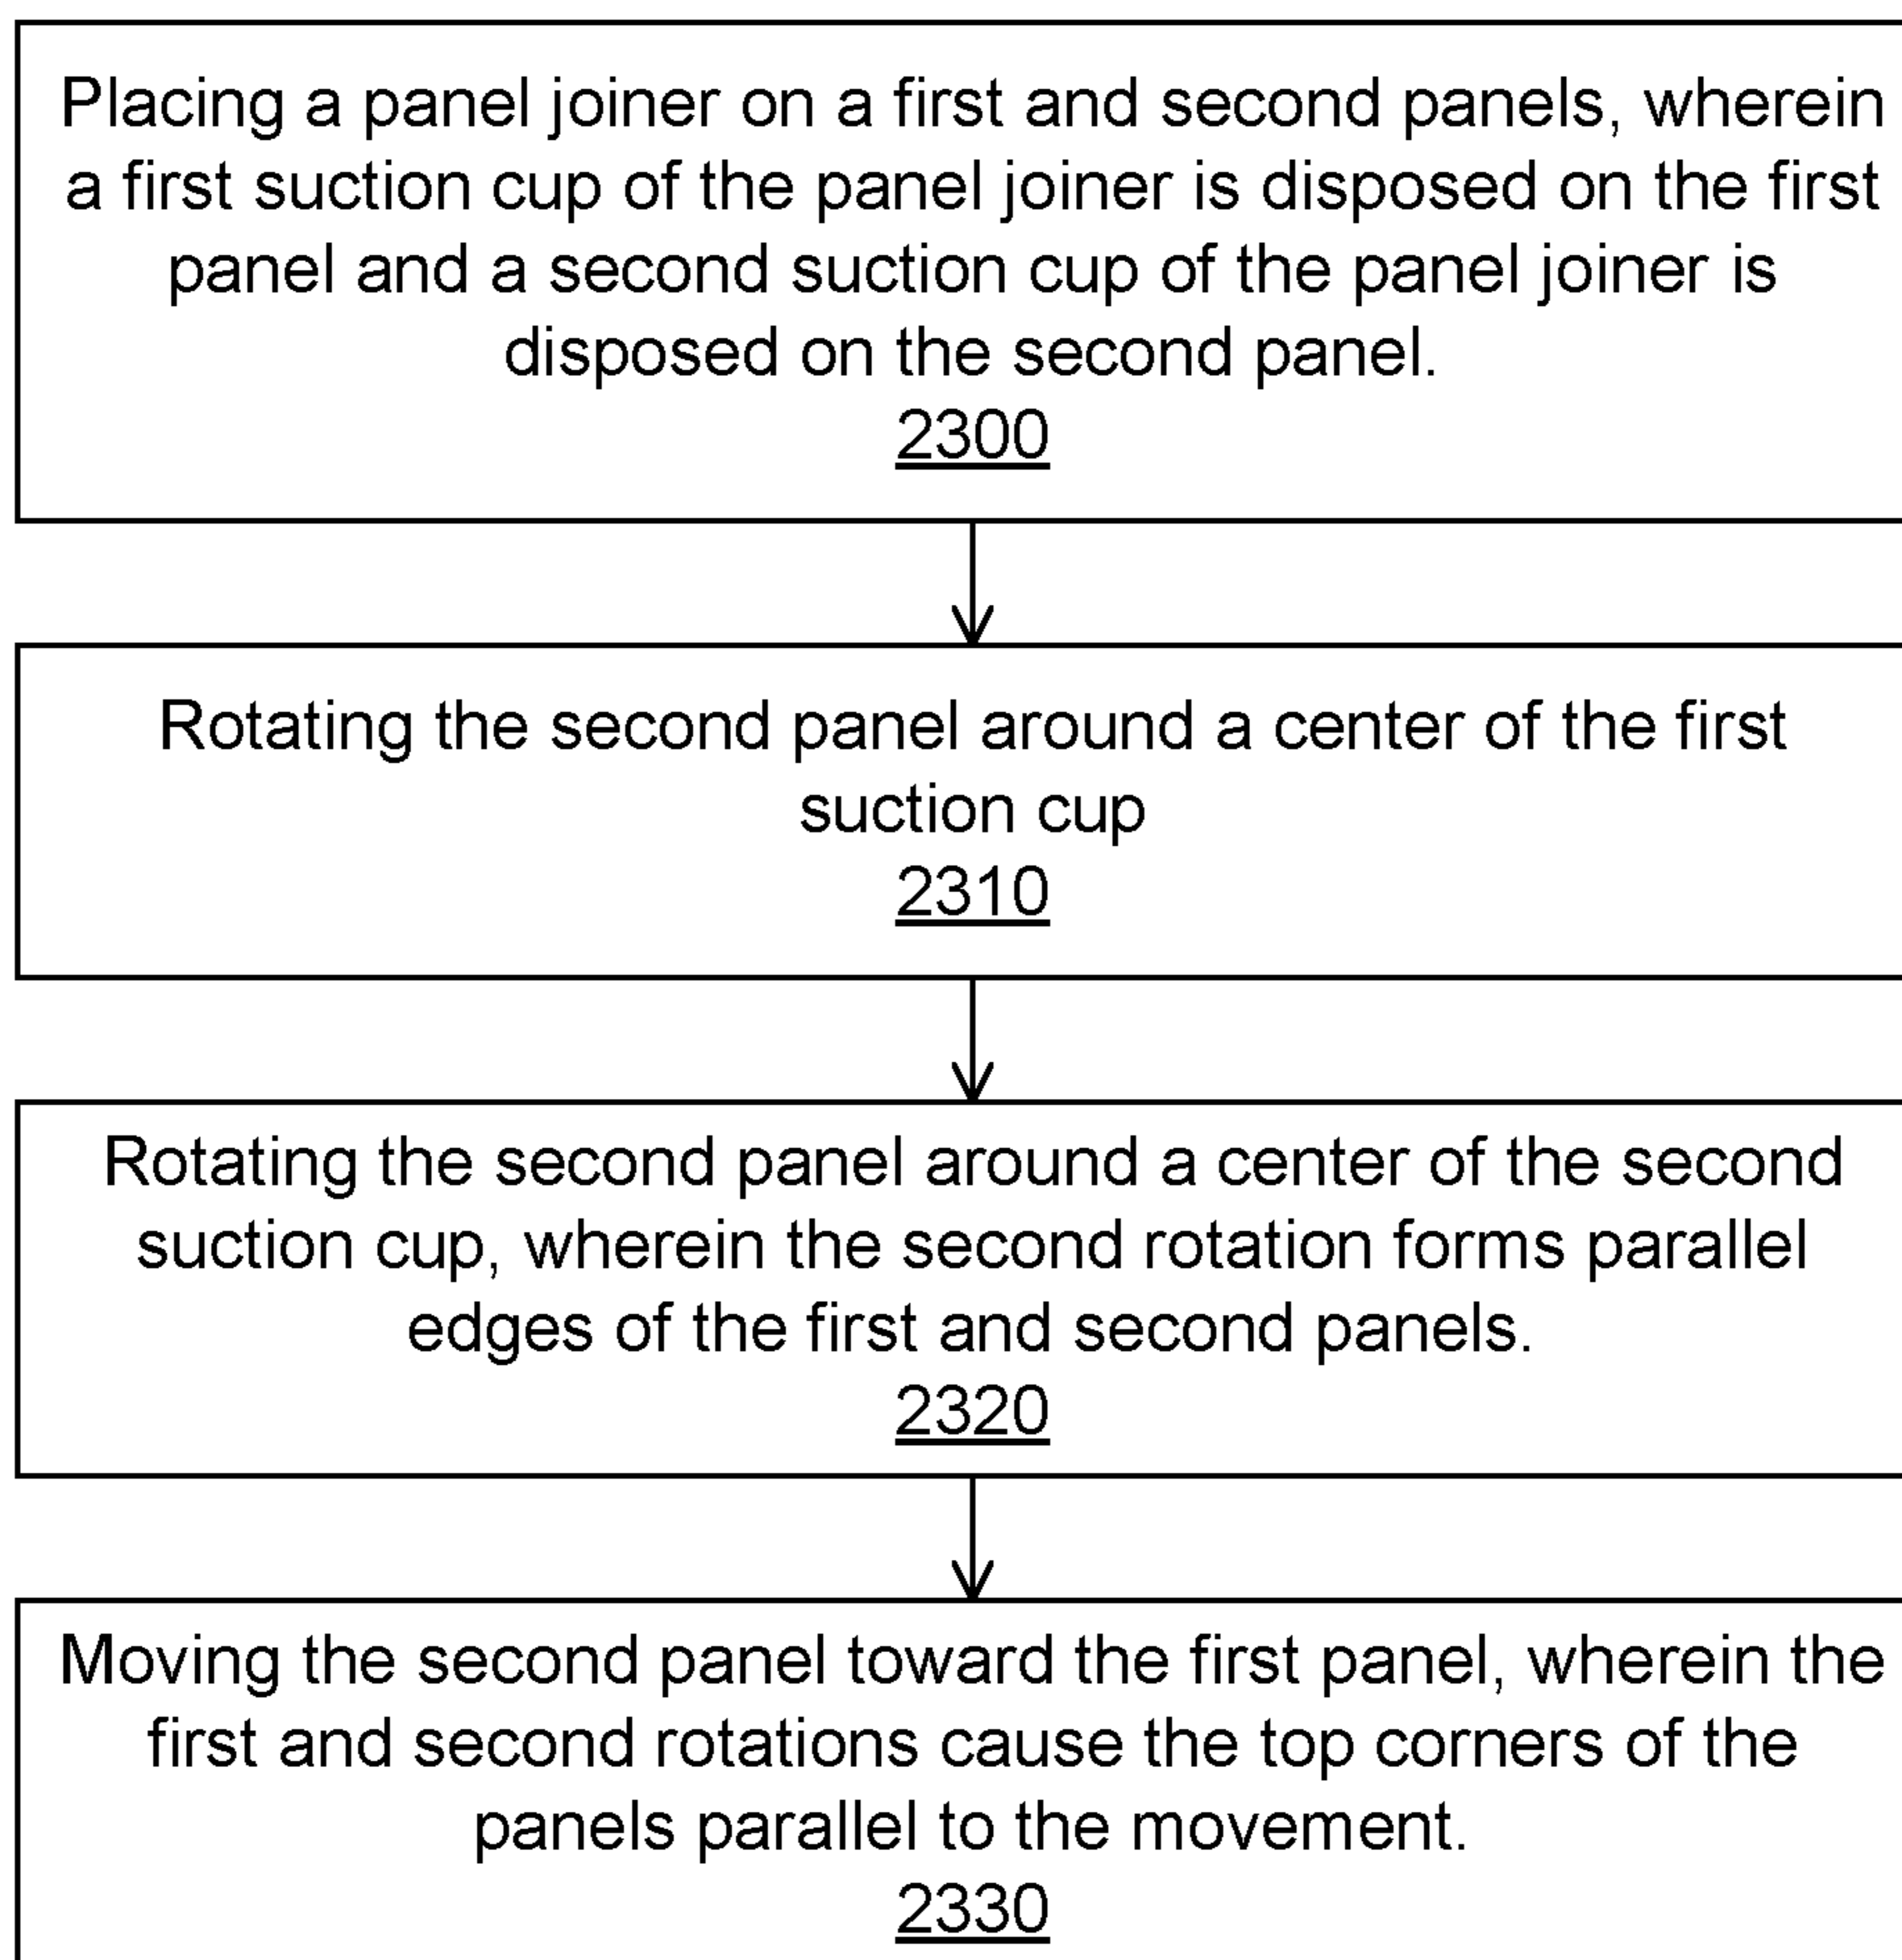 Placing a panel joiner on a first and second panels, wherein
a first suction cup of the panel joiner is disposed on the first
panel and a second suction cup of the panel joiner is
disposed on the second panel.
2300
Rotating the second panel around a center of the first
suction cup
2310
Rotating the second panel around a center of the second
suction cup, wherein the second rotation forms parallel
edges of the first and second panels.
2320
Moving the second panel toward the first panel, wherein the
first and second rotations cause the top corners of the
panels parallel to the movement.
2330